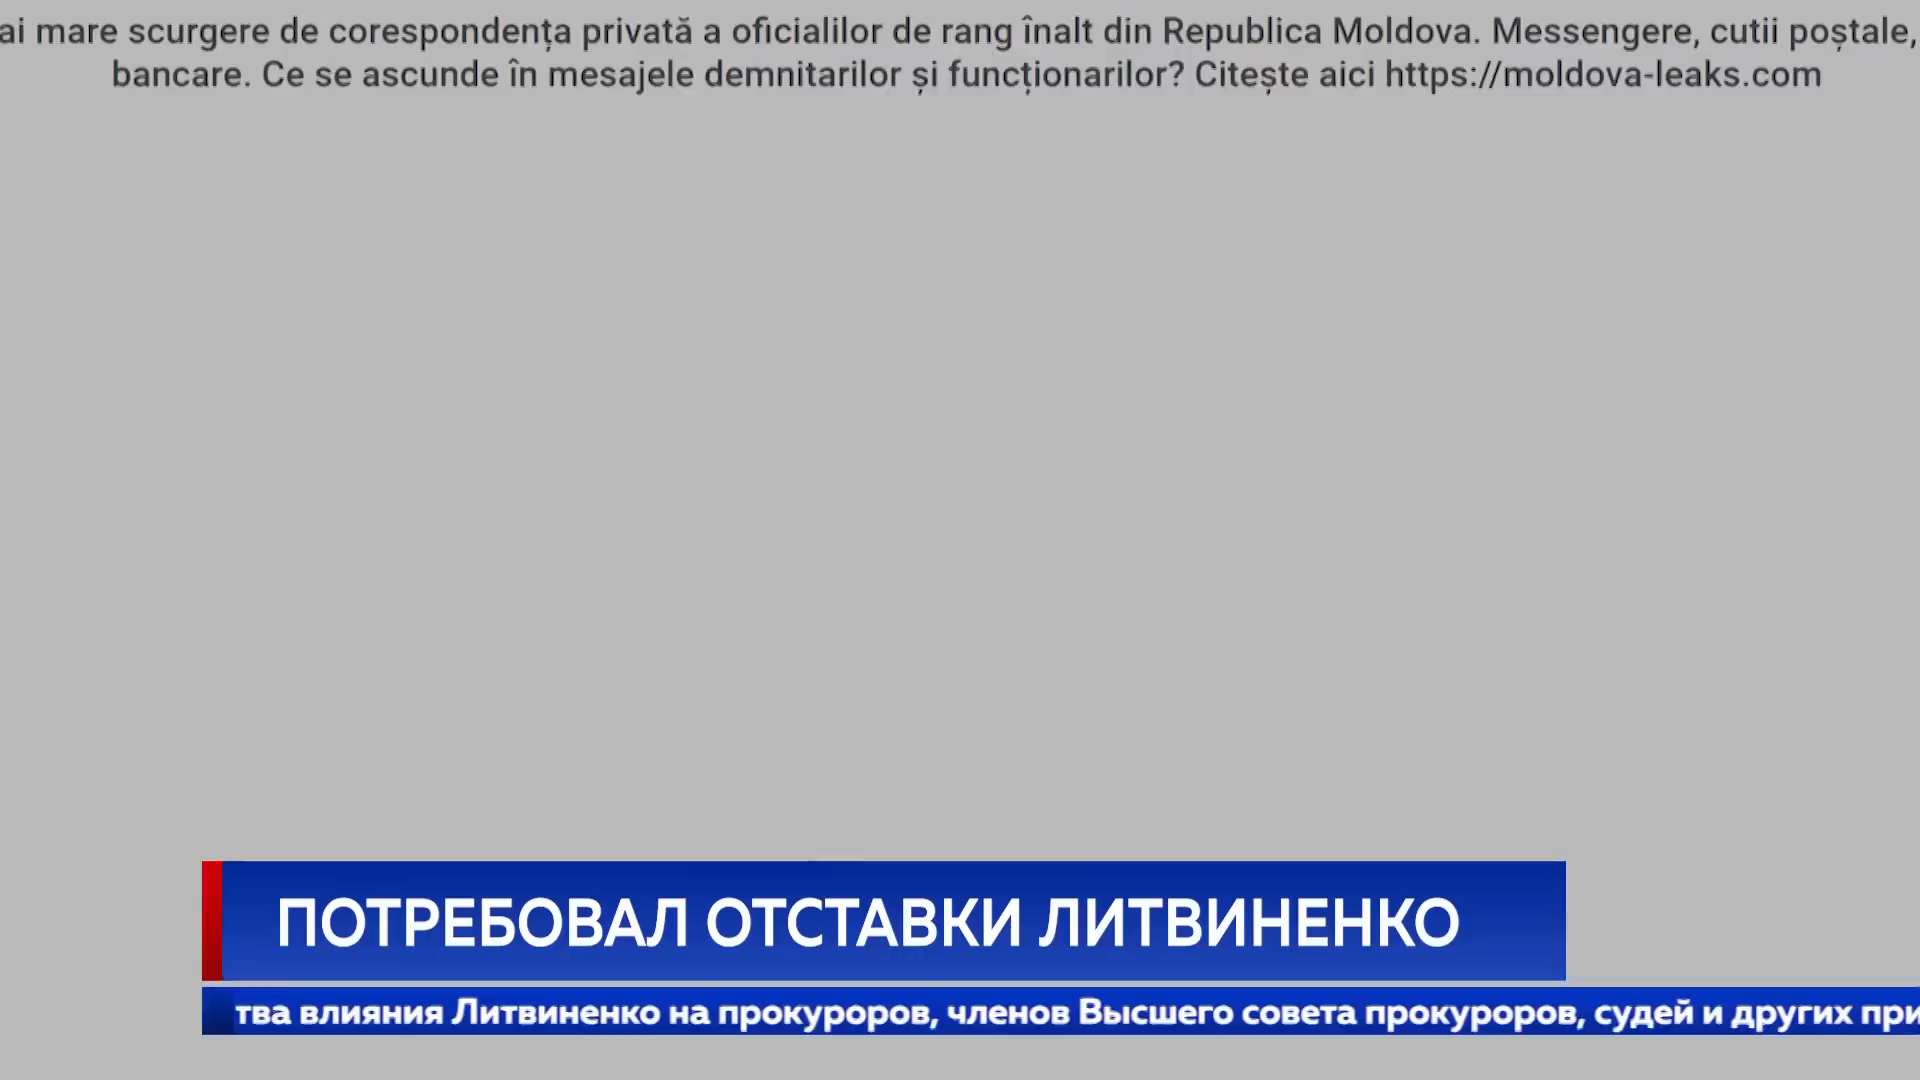 ai mare scurgere de corespondența privată a oficialilor de rang înalt din Republica Moldova. Messengere, cutii poștale,
bancare. Ce se ascunde în mesajele demnitarilor și funcționarilor? Citește aici https://moldova-leaks.com
ПОТРЕБОВАЛ ОТСТАВКИ ЛИТВИНЕНКО
тва влияния Литвиненко на прокуроров, членов Высшего совета прокуроров, судей и других при